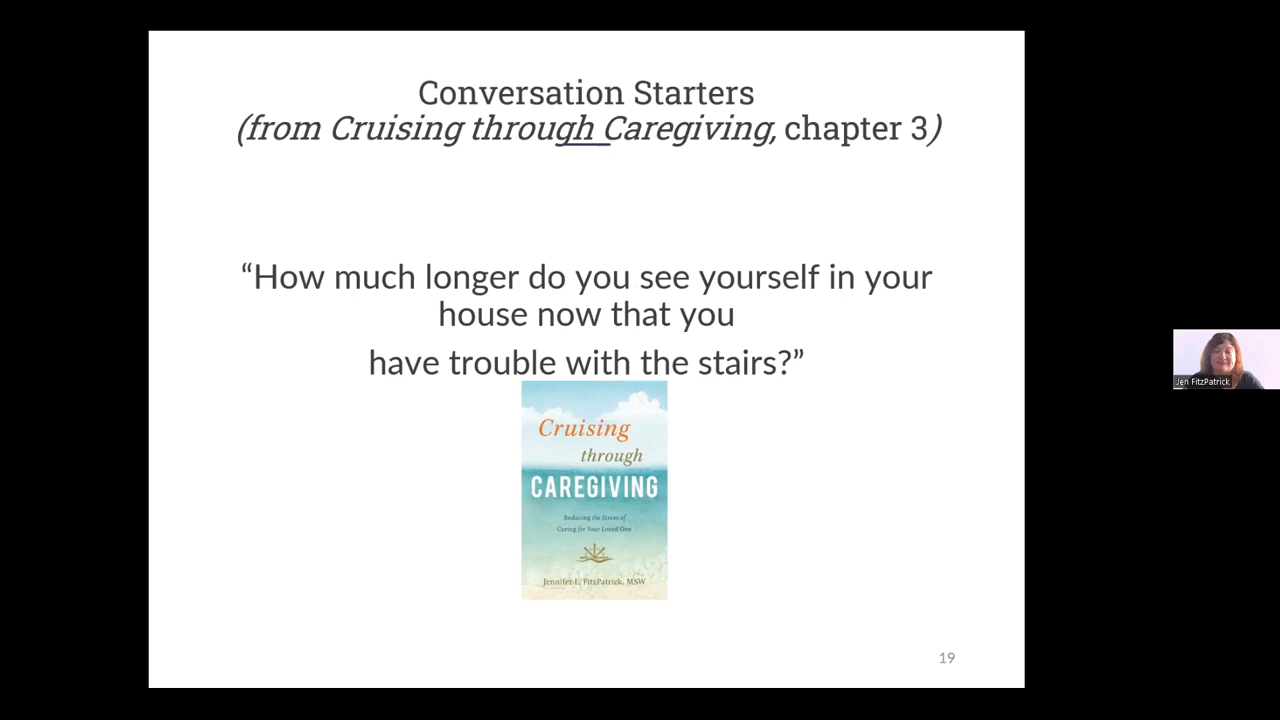 Conversation Starters
(from Cruising through Caregiving, chapter 3)
“How much longer do you see yourself in your
house now that you
have trouble with the stairs?”
Cruising
through
CAREGIVING
Reducing the Stress of
Caring for Your Loved One
Jennifer L. FitzPatrick, MSW
19
Jen FitzPatrick